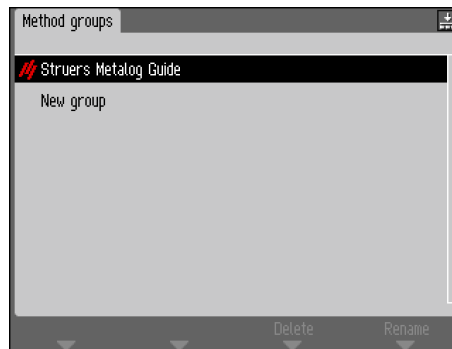 Method groups
Struers Metalog Guide
New group
Delete Rename